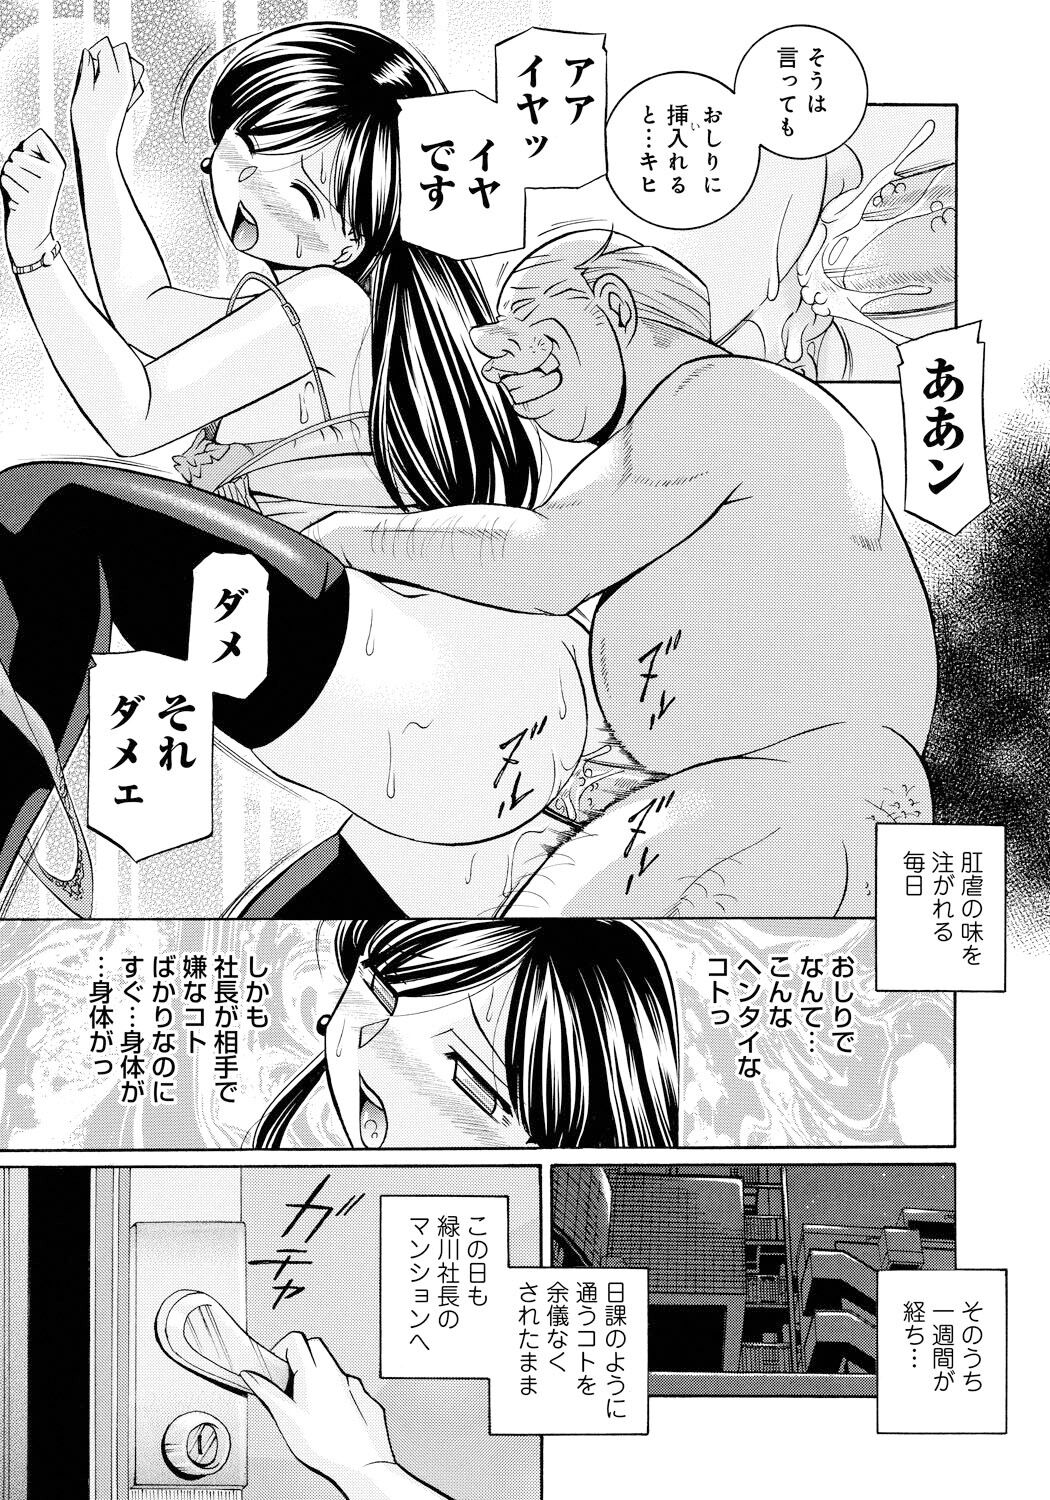 そうは
言っても
おしりに
挿入れる
い
と…キヒ
アア
イヤッ
イヤ
です
ああン
ダメ
それ
ダメェ
ズッ
ズッ
肛虐の味を
注がれる
毎日
おしりで
なんて…
こんな
ヘンタイな
コトっ
しかも
社長が相手で
嫌なコト
ばかりなのに
すぐ…身体が
…身体がっ
そのうち
一週間が
経ち…
日課のように
通うコトを
余儀なく
されたまま
この日も
緑川社長の
マンションへ
ガチャ